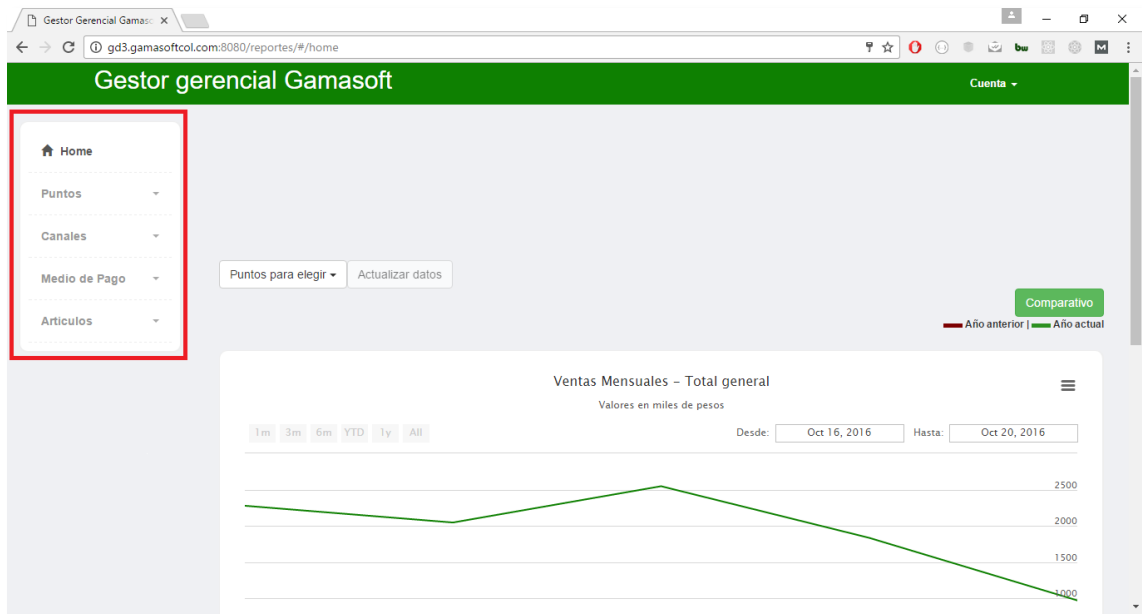 Gestor Gerencial Gamasc
gd3.gamasoftcol.com:8080/reportes/#/home
bw
M
Gestor gerencial Gamasoft
Cuenta
Home
Puntos
Canales
Medio de Pago
Articulos
Puntos para elegir
Actualizar datos
Comparativo
Año anterior | Año actual
Ventas Mensuales - Total general
Valores en miles de pesos
1m 3m 6m YTD 1y All
Desde: Oct 16, 2016 Hasta: Oct 20, 2016
2500
2000
1500
1000